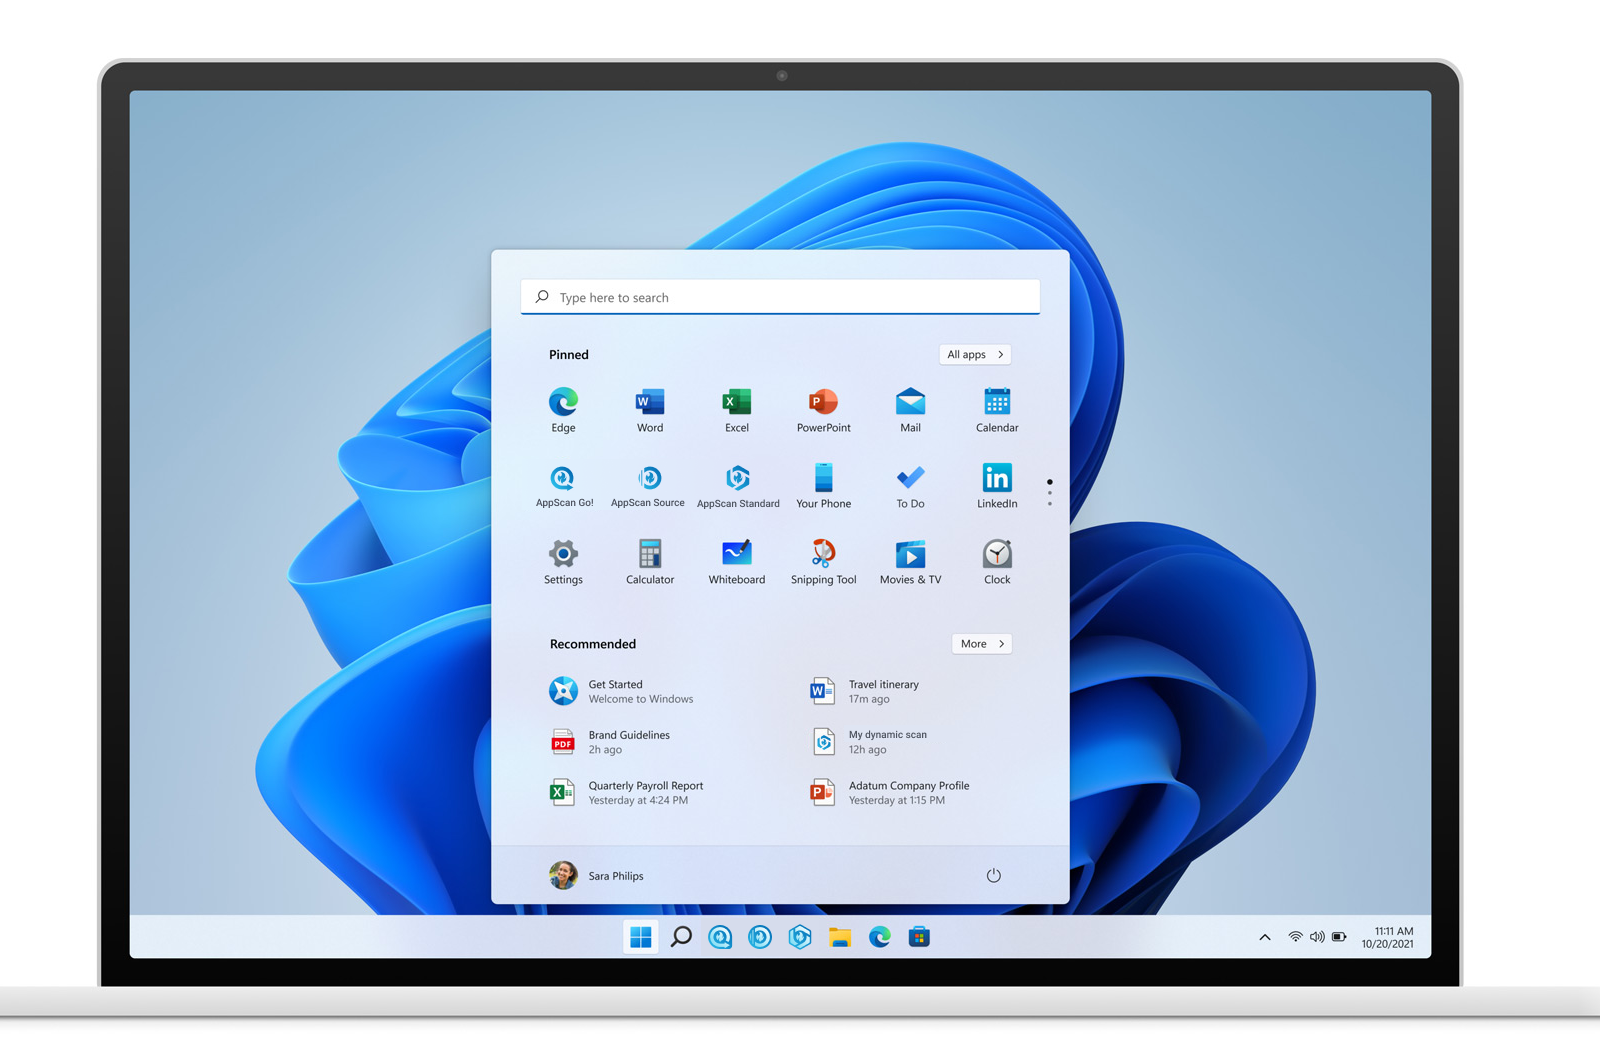 Type here to search
Pinned
All apps
Edge
Word
Excel
PowerPoint
Mail
Calendar
AppScan Go!
AppScan Source
AppScan Standard
Your Phone
To Do
LinkedIn
Settings
Calculator
Whiteboard
Snipping Tool
Movies & TV
Clock
Recommended
More
Get Started
Welcome to Windows
Travel itinerary
17m ago
Brand Guidelines
2h ago
My dynamic scan
12h ago
Quarterly Payroll Report
Yesterday at 4:24 PM
Adatum Company Profile
Yesterday at 1:15 PM
Sara Philips
11:11 AM
10/20/2021
W
X
P
in
W
PDF
X
P